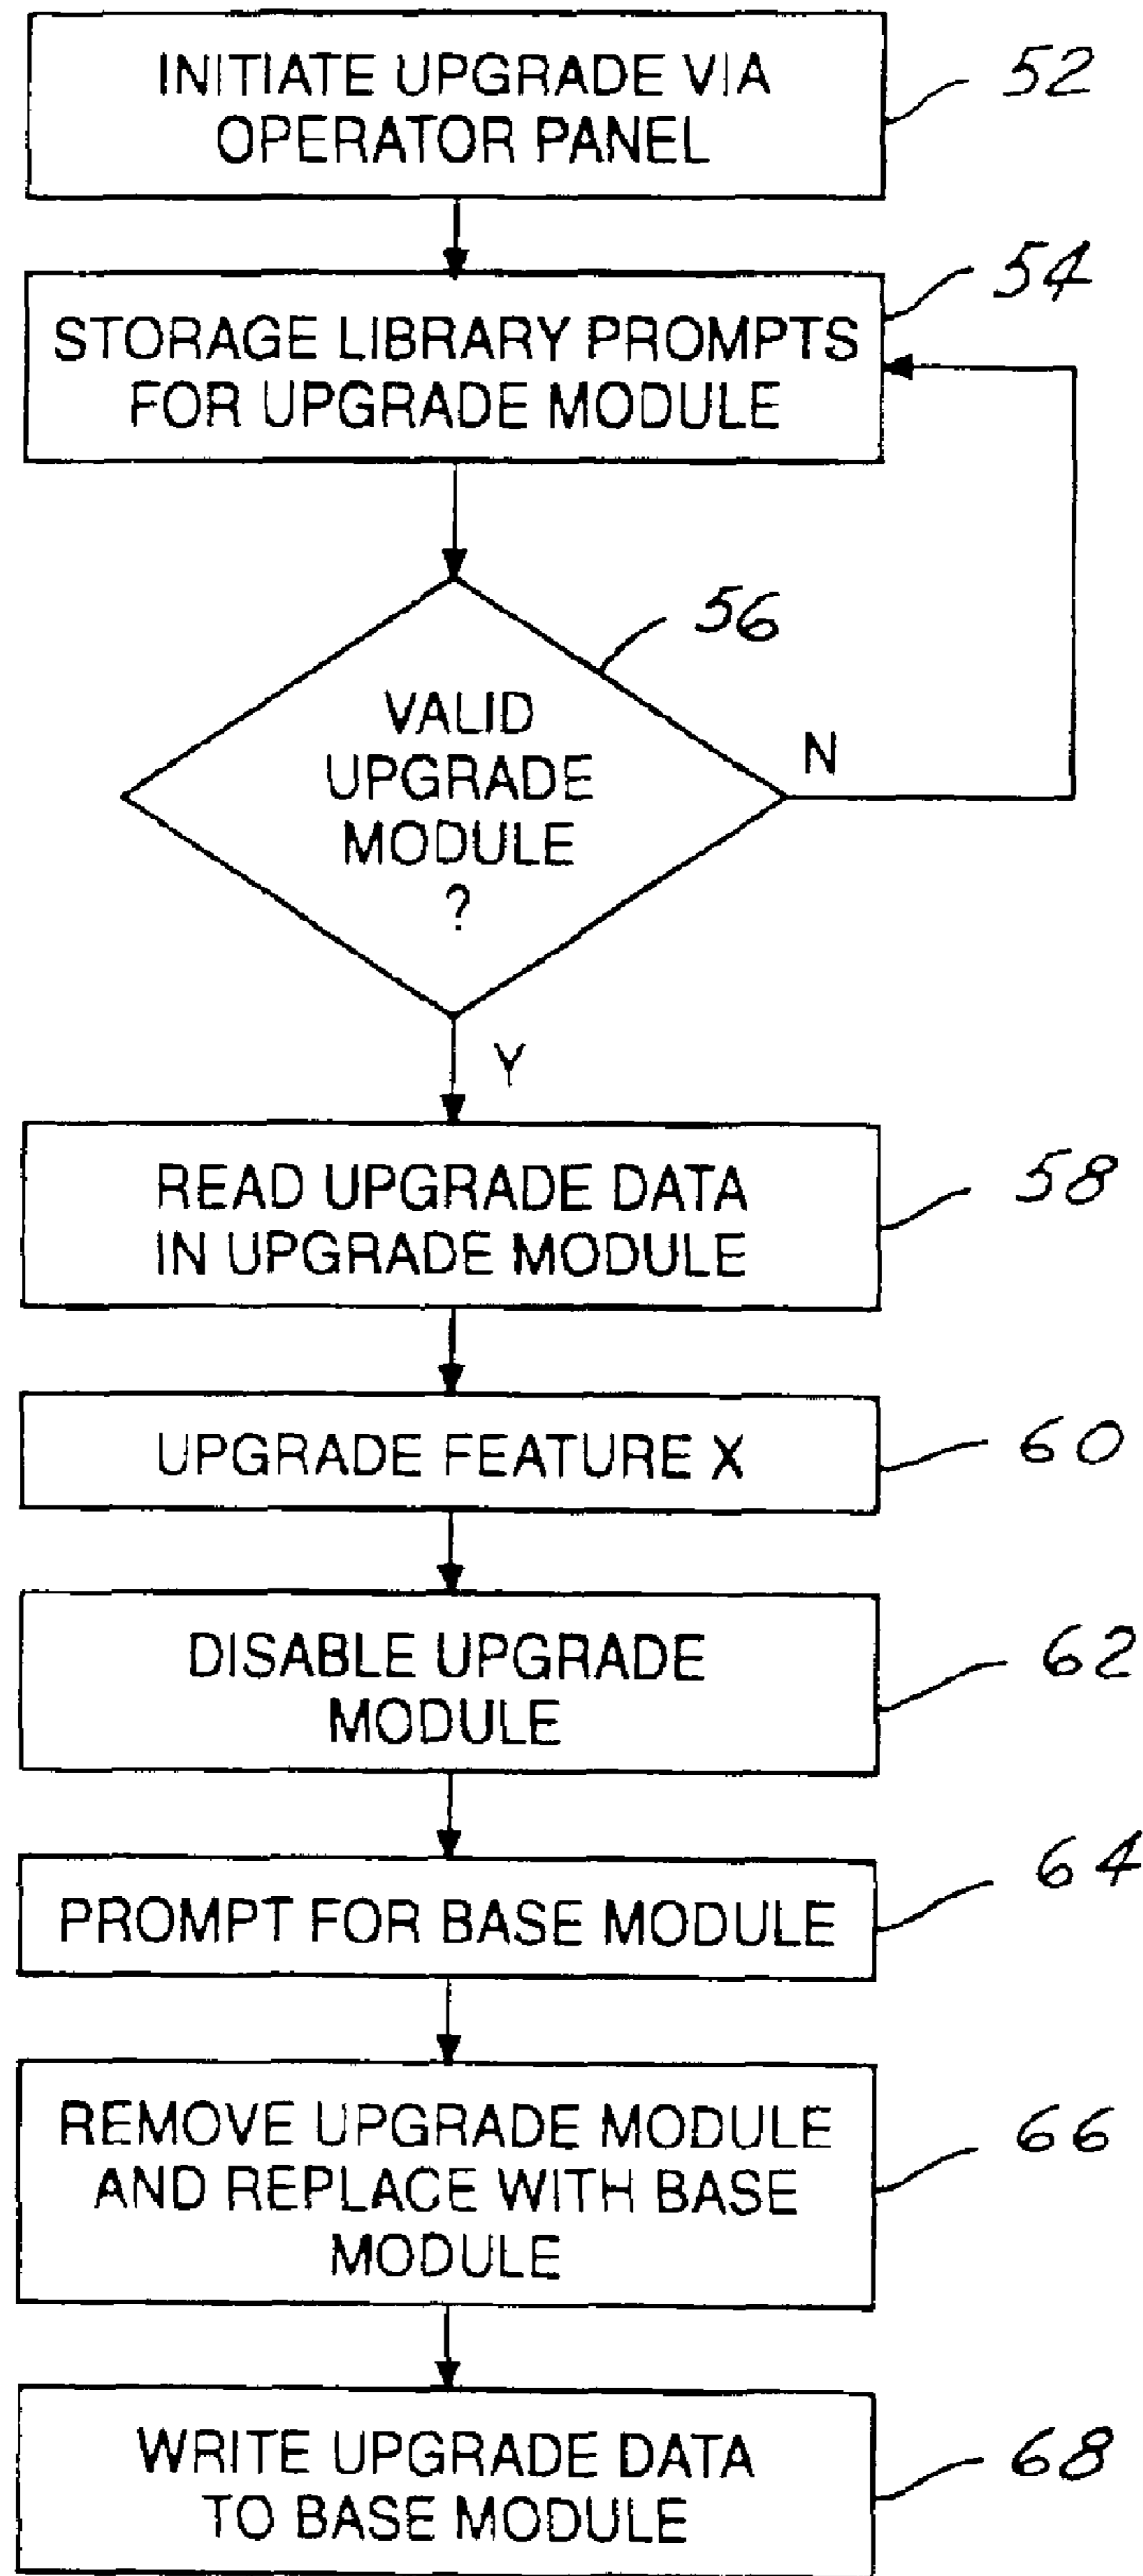 INITIATE UPGRADE VIA
OPERATOR PANEL
52
54
STORAGE LIBRARY PROMPTS
FOR UPGRADE MODULE
56
VALID
UPGRADE
MODULE
?
N
Y
READ UPGRADE DATA
IN UPGRADE MODULE
58
UPGRADE FEATURE X
60
DISABLE UPGRADE
MODULE
62
PROMPT FOR BASE MODULE
64
REMOVE UPGRADE MODULE
AND REPLACE WITH BASE
MODULE
66
WRITE UPGRADE DATA
TO BASE MODULE
68